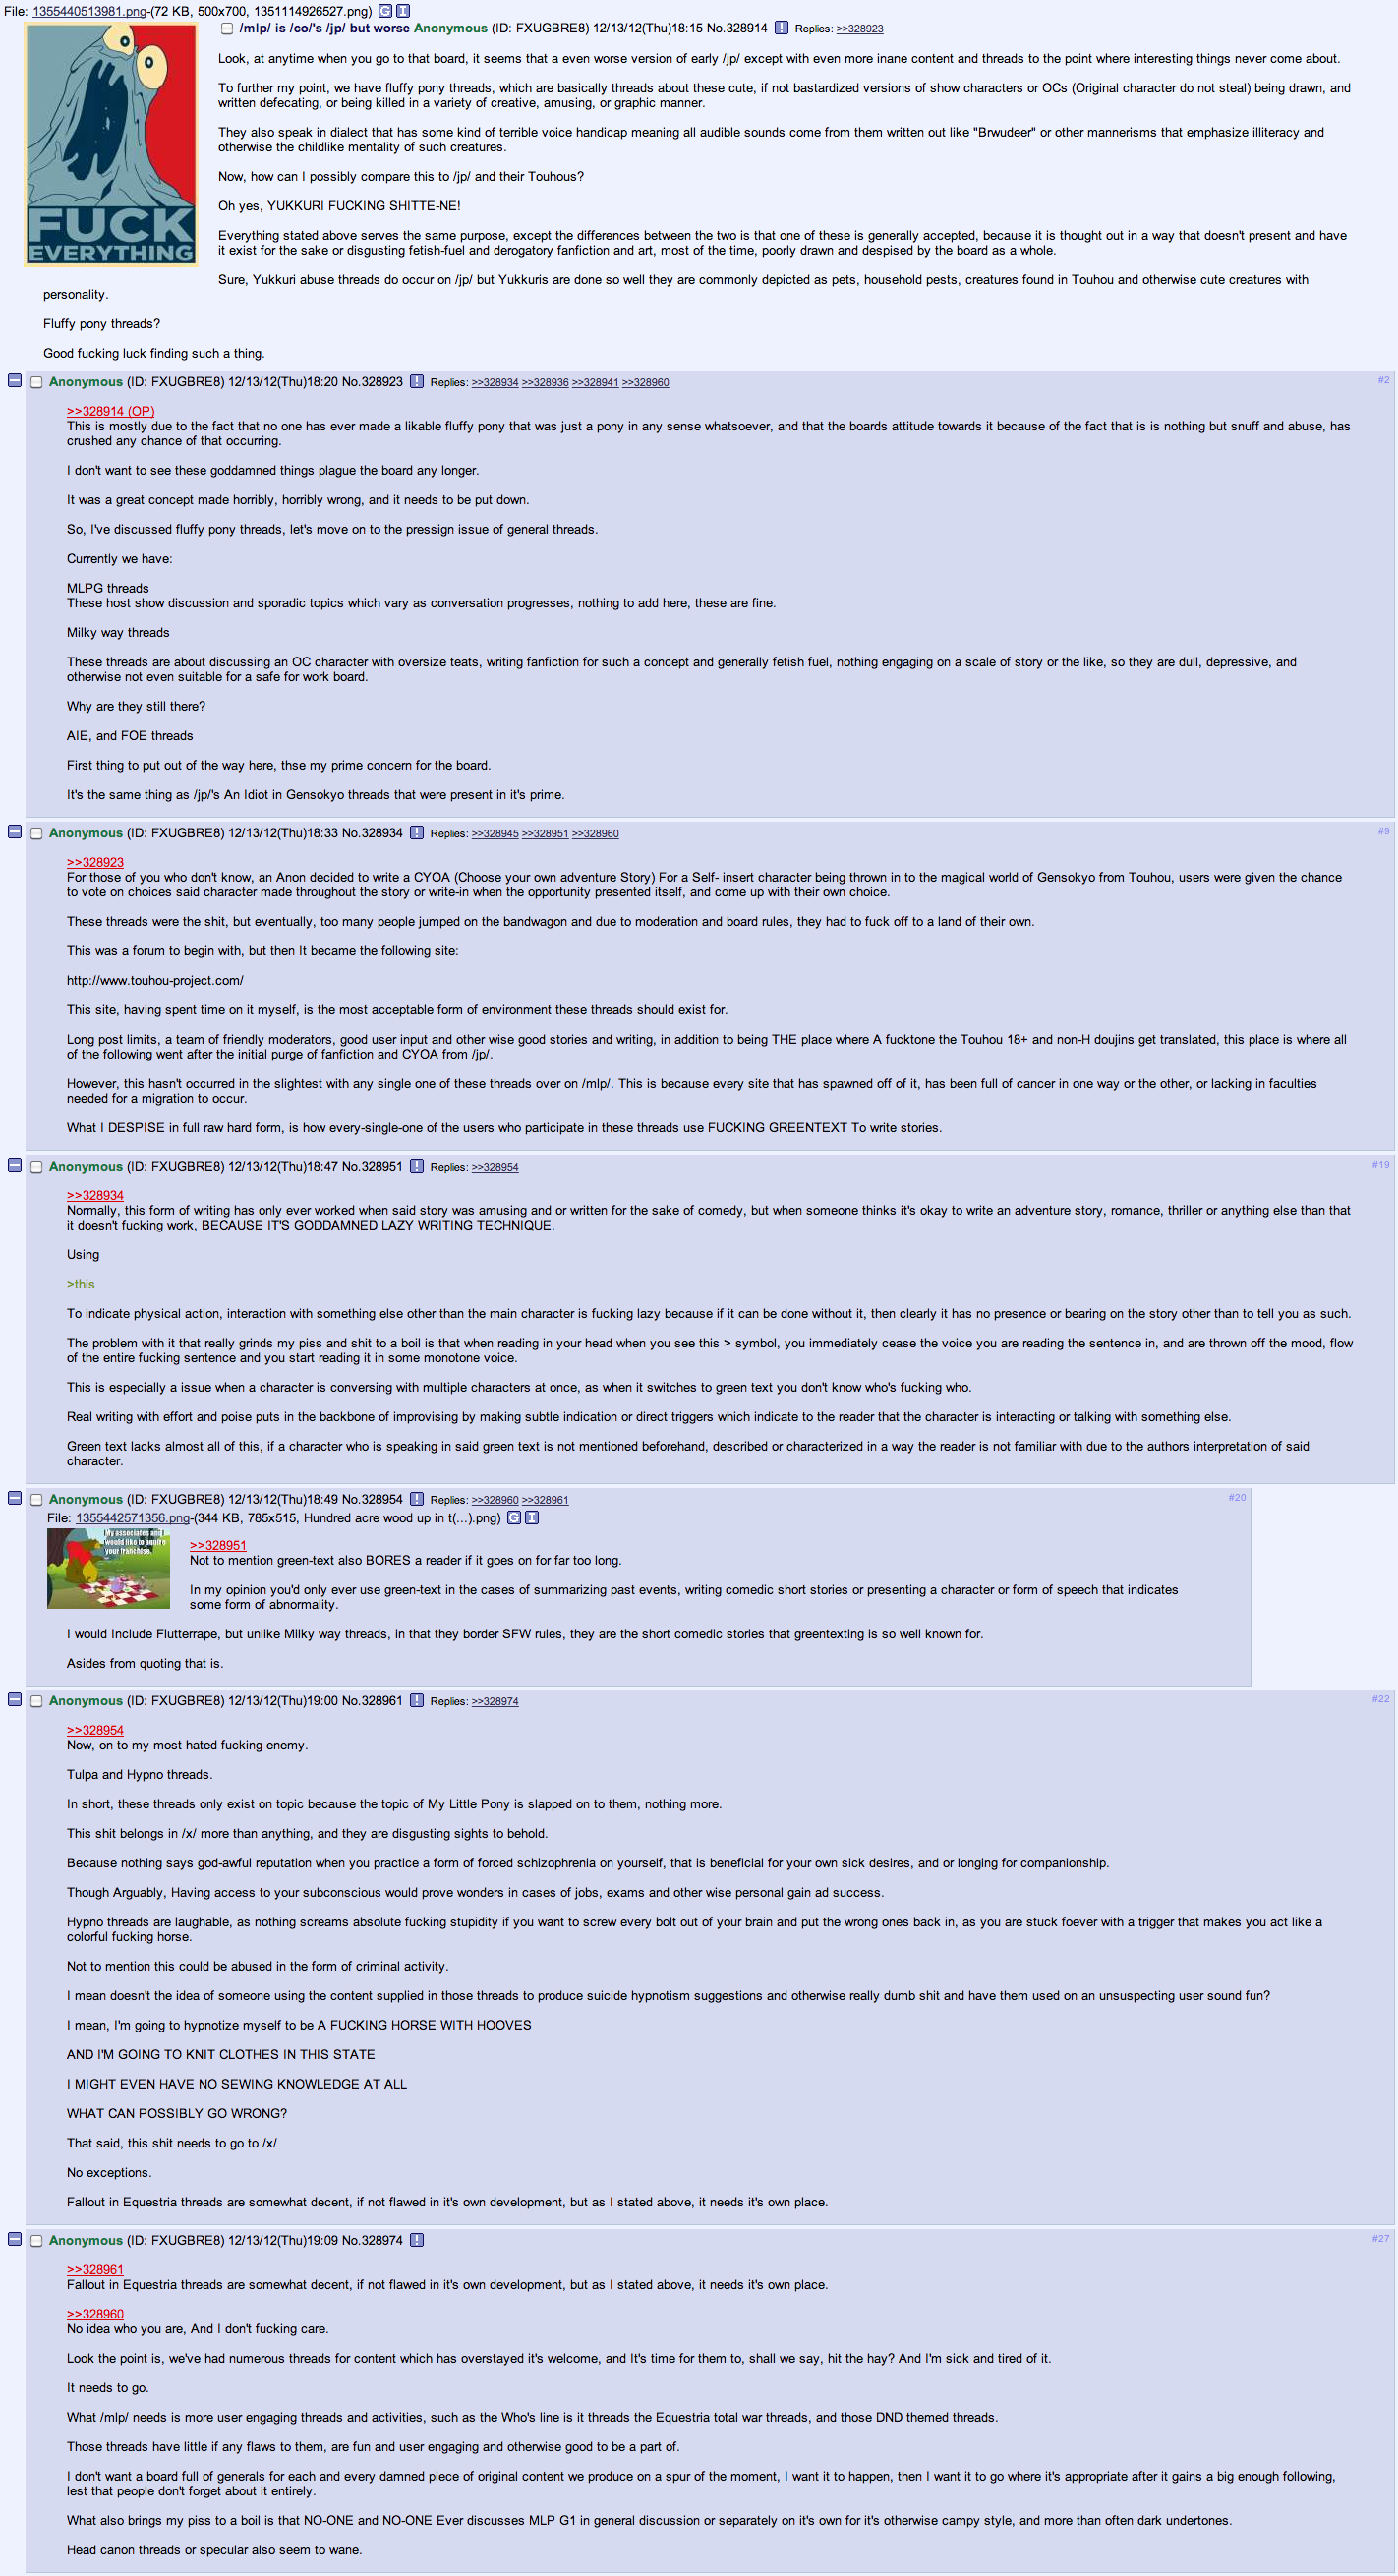 File: 1355440513981.png-(72 KB, 500x700, 1351114926527.png) G I
FUCK
EVERYTHING
/mlp/ is /co/'s /jp/ but worse Anonymous (ID: FXUGBRE8) 12/13/12(Thu)18:15 No.328914 ! Replies: >>328923
Look, at anytime when you go to that board, it seems that a even worse version of early /jp/ except with even more inane content and threads to the point where interesting things never come about.
To further my point, we have fluffy pony threads, which are basically threads about these cute, if not bastardized versions of show characters or OCs (Original character do not steal) being drawn, and
written defecating, or being killed in a variety of creative, amusing, or graphic manner.
They also speak in dialect that has some kind of terrible voice handicap meaning all audible sounds come from them written out like "Brwudeer" or other mannerisms that emphasize illiteracy and
otherwise the childlike mentality of such creatures.
Now, how can I possibly compare this to /jp/ and their Touhous?
Oh yes, YUKKURI FUCKING SHITTE-NE!
Everything stated above serves the same purpose, except the differences between the two is that one of these is generally accepted, because it is thought out in a way that doesn't present and have
it exist for the sake or disgusting fetish-fuel and derogatory fanfiction and art, most of the time, poorly drawn and despised by the board as a whole.
Sure, Yukkuri abuse threads do occur on /jp/ but Yukkuris are done so well they are commonly depicted as pets, household pests, creatures found in Touhou and otherwise cute creatures with
personality.
Fluffy pony threads?
Good fucking luck finding such a thing.
Anonymous (ID: FXUGBRE8) 12/13/12(Thu)18:20 No.328923 ! Replies: >>328934 >>328936 >>328941 >>328960 #2
>>328914 (OP)
This is mostly due to the fact that no one has ever made a likable fluffy pony that was just a pony in any sense whatsoever, and that the boards attitude towards it because of the fact that is is nothing but snuff and abuse, has
crushed any chance of that occurring.
I don't want to see these goddamned things plague the board any longer.
It was a great concept made horribly, horribly wrong, and it needs to be put down.
So, I've discussed fluffy pony threads, let's move on to the pressign issue of general threads.
Currently we have:
MLPG threads
These host show discussion and sporadic topics which vary as conversation progresses, nothing to add here, these are fine.
Milky way threads
These threads are about discussing an OC character with oversize teats, writing fanfiction for such a concept and generally fetish fuel, nothing engaging on a scale of story or the like, so they are dull, depressive, and
otherwise not even suitable for a safe for work board.
Why are they still there?
AIE, and FOE threads
First thing to put out of the way here, thse my prime concern for the board.
It's the same thing as /jp/'s An Idiot in Gensokyo threads that were present in it's prime.
Anonymous (ID: FXUGBRE8) 12/13/12(Thu)18:33 No.328934 ! Replies: >>328945 >>328951 >>328960 #9
>>328923
For those of you who don't know, an Anon decided to write a CYOA (Choose your own adventure Story) For a Self- insert character being thrown in to the magical world of Gensokyo from Touhou, users were given the chance
to vote on choices said character made throughout the story or write-in when the opportunity presented itself, and come up with their own choice.
These threads were the shit, but eventually, too many people jumped on the bandwagon and due to moderation and board rules, they had to fuck off to a land of their own.
This was a forum to begin with, but then It became the following site:
http://www.touhou-project.com/
This site, having spent time on it myself, is the most acceptable form of environment these threads should exist for.
Long post limits, a team of friendly moderators, good user input and other wise good stories and writing, in addition to being THE place where A fucktone the Touhou 18+ and non-H doujins get translated, this place is where all
of the following went after the initial purge of fanfiction and CYOA from /jp/.
However, this hasn't occurred in the slightest with any single one of these threads over on /mlp/. This is because every site that has spawned off of it, has been full of cancer in one way or the other, or lacking in faculties
needed for a migration to occur.
What I DESPISE in full raw hard form, is how every-single-one of the users who participate in these threads use FUCKING GREENTEXT To write stories.
Anonymous (ID: FXUGBRE8) 12/13/12(Thu)18:47 No.328951 ! Replies: >>328954 #19
>>328934
Normally, this form of writing has only ever worked when said story was amusing and or written for the sake of comedy, but when someone thinks it's okay to write an adventure story, romance, thriller or anything else than that
it doesn't fucking work, BECAUSE IT'S GODDAMNED LAZY WRITING TECHNIQUE.
Using
>this
To indicate physical action, interaction with something else other than the main character is fucking lazy because if it can be done without it, then clearly it has no presence or bearing on the story other than to tell you as such.
The problem with it that really grinds my piss and shit to a boil is that when reading in your head when you see this > symbol, you immediately cease the voice you are reading the sentence in, and are thrown off the mood, flow
of the entire fucking sentence and you start reading it in some monotone voice.
This is especially a issue when a character is conversing with multiple characters at once, as when it switches to green text you don't know who's fucking who.
Real writing with effort and poise puts in the backbone of improvising by making subtle indication or direct triggers which indicate to the reader that the character is interacting or talking with something else.
Green text lacks almost all of this, if a character who is speaking in said green text is not mentioned beforehand, described or characterized in a way the reader is not familiar with due to the authors interpretation of said
character.
Anonymous (ID: FXUGBRE8) 12/13/12(Thu)18:49 No.328954 ! Replies: >>328960 >>328961 #20
File: 1355442571356.png-(344 KB, 785x515, Hundred acre wood up in t(...).png) G I
My associates and I
would like to aquire
your franchise.
>>328951
Not to mention green-text also BORES a reader if it goes on for far too long.
In my opinion you'd only ever use green-text in the cases of summarizing past events, writing comedic short stories or presenting a character or form of speech that indicates
some form of abnormality.
I would Include Flutterrape, but unlike Milky way threads, in that they border SFW rules, they are the short comedic stories that greentexting is so well known for.
Asides from quoting that is.
Anonymous (ID: FXUGBRE8) 12/13/12(Thu)19:00 No.328961 ! Replies: >>328974 #22
>>328954
Now, on to my most hated fucking enemy.
Tulpa and Hypno threads.
In short, these threads only exist on topic because the topic of My Little Pony is slapped on to them, nothing more.
This shit belongs in /x/ more than anything, and they are disgusting sights to behold.
Because nothing says god-awful reputation when you practice a form of forced schizophrenia on yourself, that is beneficial for your own sick desires, and or longing for companionship.
Though Arguably, Having access to your subconscious would prove wonders in cases of jobs, exams and other wise personal gain ad success.
Hypno threads are laughable, as nothing screams absolute fucking stupidity if you want to screw every bolt out of your brain and put the wrong ones back in, as you are stuck foever with a trigger that makes you act like a
colorful fucking horse.
Not to mention this could be abused in the form of criminal activity.
I mean doesn't the idea of someone using the content supplied in those threads to produce suicide hypnotism suggestions and otherwise really dumb shit and have them used on an unsuspecting user sound fun?
I mean, I'm going to hypnotize myself to be A FUCKING HORSE WITH HOOVES
AND I'M GOING TO KNIT CLOTHES IN THIS STATE
I MIGHT EVEN HAVE NO SEWING KNOWLEDGE AT ALL
WHAT CAN POSSIBLY GO WRONG?
That said, this shit needs to go to /x/
No exceptions.
Fallout in Equestria threads are somewhat decent, if not flawed in it's own development, but as I stated above, it needs it's own place.
Anonymous (ID: FXUGBRE8) 12/13/12(Thu)19:09 No.328974 ! #27
>>328961
Fallout in Equestria threads are somewhat decent, if not flawed in it's own development, but as I stated above, it needs it's own place.
>>328960
No idea who you are, And I don't fucking care.
Look the point is, we've had numerous threads for content which has overstayed it's welcome, and It's time for them to, shall we say, hit the hay? And I'm sick and tired of it.
It needs to go.
What /mlp/ needs is more user engaging threads and activities, such as the Who's line is it threads the Equestria total war threads, and those DND themed threads.
Those threads have little if any flaws to them, are fun and user engaging and otherwise good to be a part of.
I don't want a board full of generals for each and every damned piece of original content we produce on a spur of the moment, I want it to happen, then I want it to go where it's appropriate after it gains a big enough following,
lest that people don't forget about it entirely.
What also brings my piss to a boil is that NO-ONE and NO-ONE Ever discusses MLP G1 in general discussion or separately on it's own for it's otherwise campy style, and more than often dark undertones.
Head canon threads or specular also seem to wane.